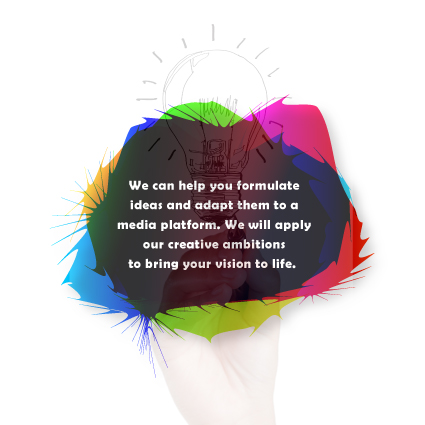 We can help you formulate
ideas and adapt them to a
media platform. We will apply
our creative ambitions
to bring your vision to life.